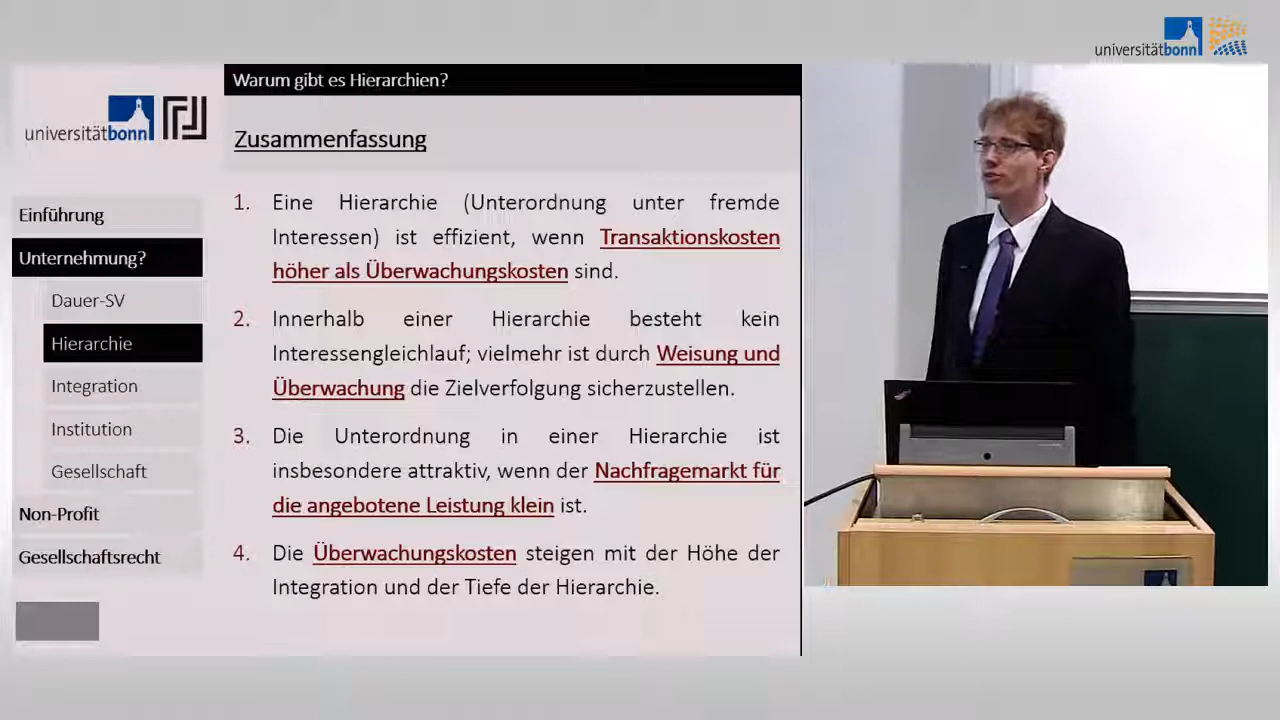 universitätbonn
Warum gibt es Hierarchien?
universitätbonn
Zusammenfassung
Einführung
Unternehmung?
Dauer-SV
Hierarchie
Integration
Institution
Gesellschaft
Non-Profit
Gesellschaftsrecht
1. Eine Hierarchie (Unterordnung unter fremde
Interessen) ist effizient, wenn Transaktionskosten
höher als Überwachungskosten sind.
2. Innerhalb einer Hierarchie besteht kein
Interessengleichlauf; vielmehr ist durch Weisung und
Überwachung die Zielverfolgung sicherzustellen.
3. Die Unterordnung in einer Hierarchie ist
insbesondere attraktiv, wenn der Nachfragemarkt für
die angebotene Leistung klein ist.
4. Die Überwachungskosten steigen mit der Höhe der
Integration und der Tiefe der Hierarchie.